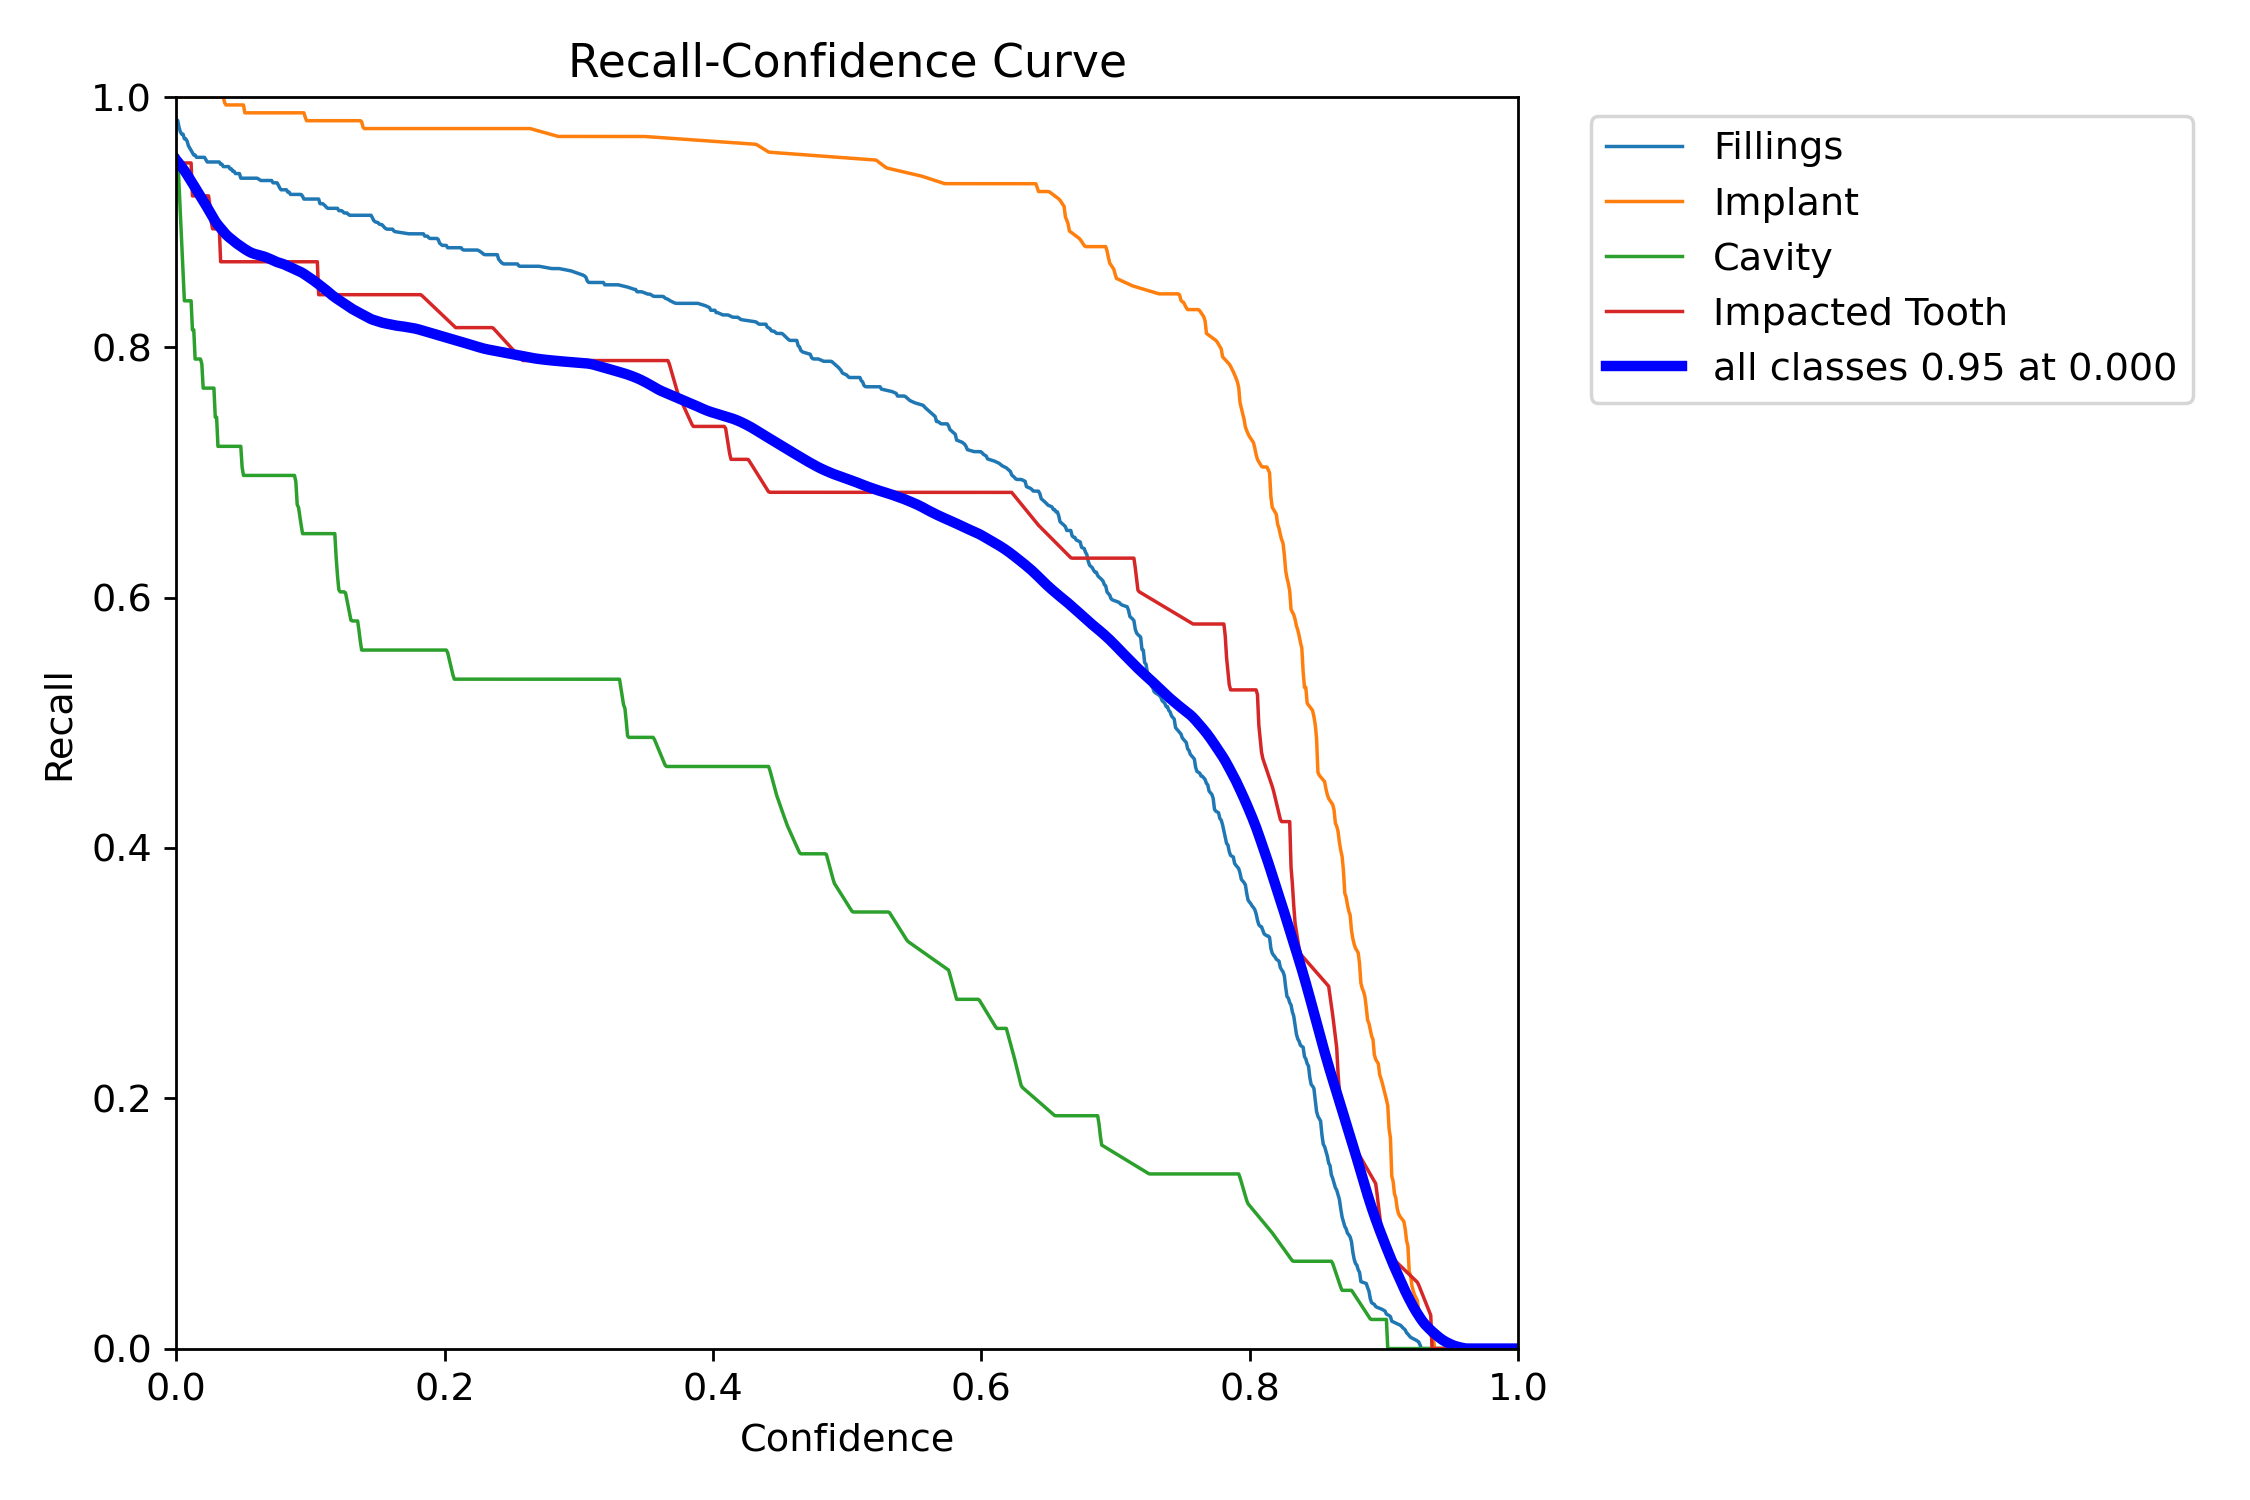 Recall-Confidence Curve
1.0
0.8
0.6
0.4
0.2
0.0
Recall
0.0 0.2 0.4 0.6 0.8 1.0
Confidence
Fillings
Implant
Cavity
Impacted Tooth
all classes 0.95 at 0.000